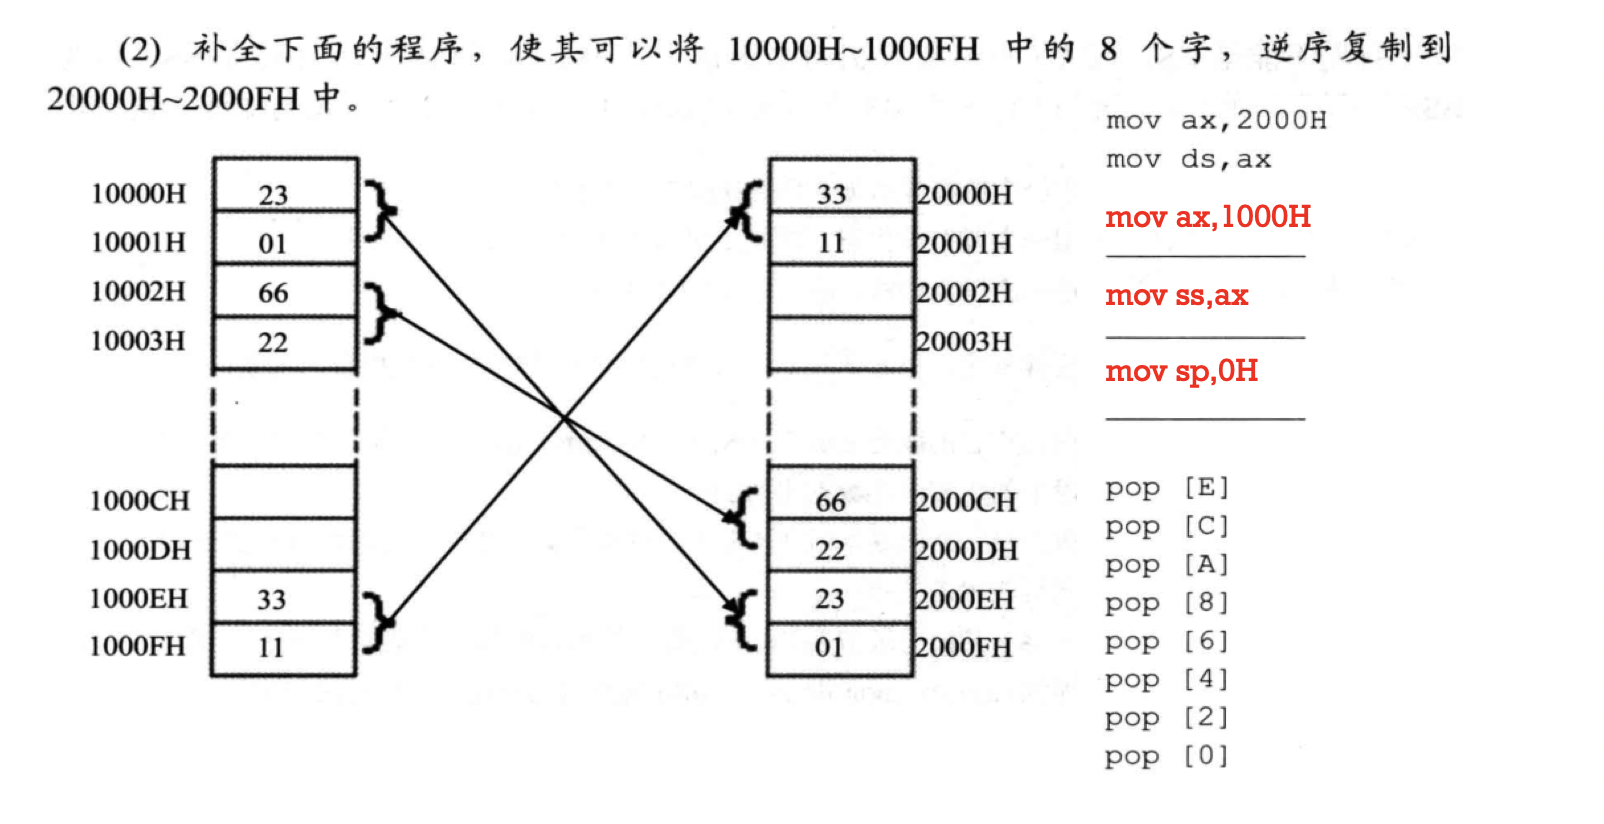 (2) 补全下面的程序，使其可以将 10000H~1000FH 中的 8 个字，逆序复制到
20000H~2000FH 中。
10000H 23
10001H 01
10002H 66
10003H 22
1000CH
1000DH
1000EH 33
1000FH 11
33 20000H
11 20001H
20002H
20003H
66 2000CH
22 2000DH
23 2000EH
01 2000FH
mov ax,2000H
mov ds,ax
mov ax,1000H
mov ss,ax
mov sp,0H
pop [E]
pop [C]
pop [A]
pop [8]
pop [6]
pop [4]
pop [2]
pop [0]